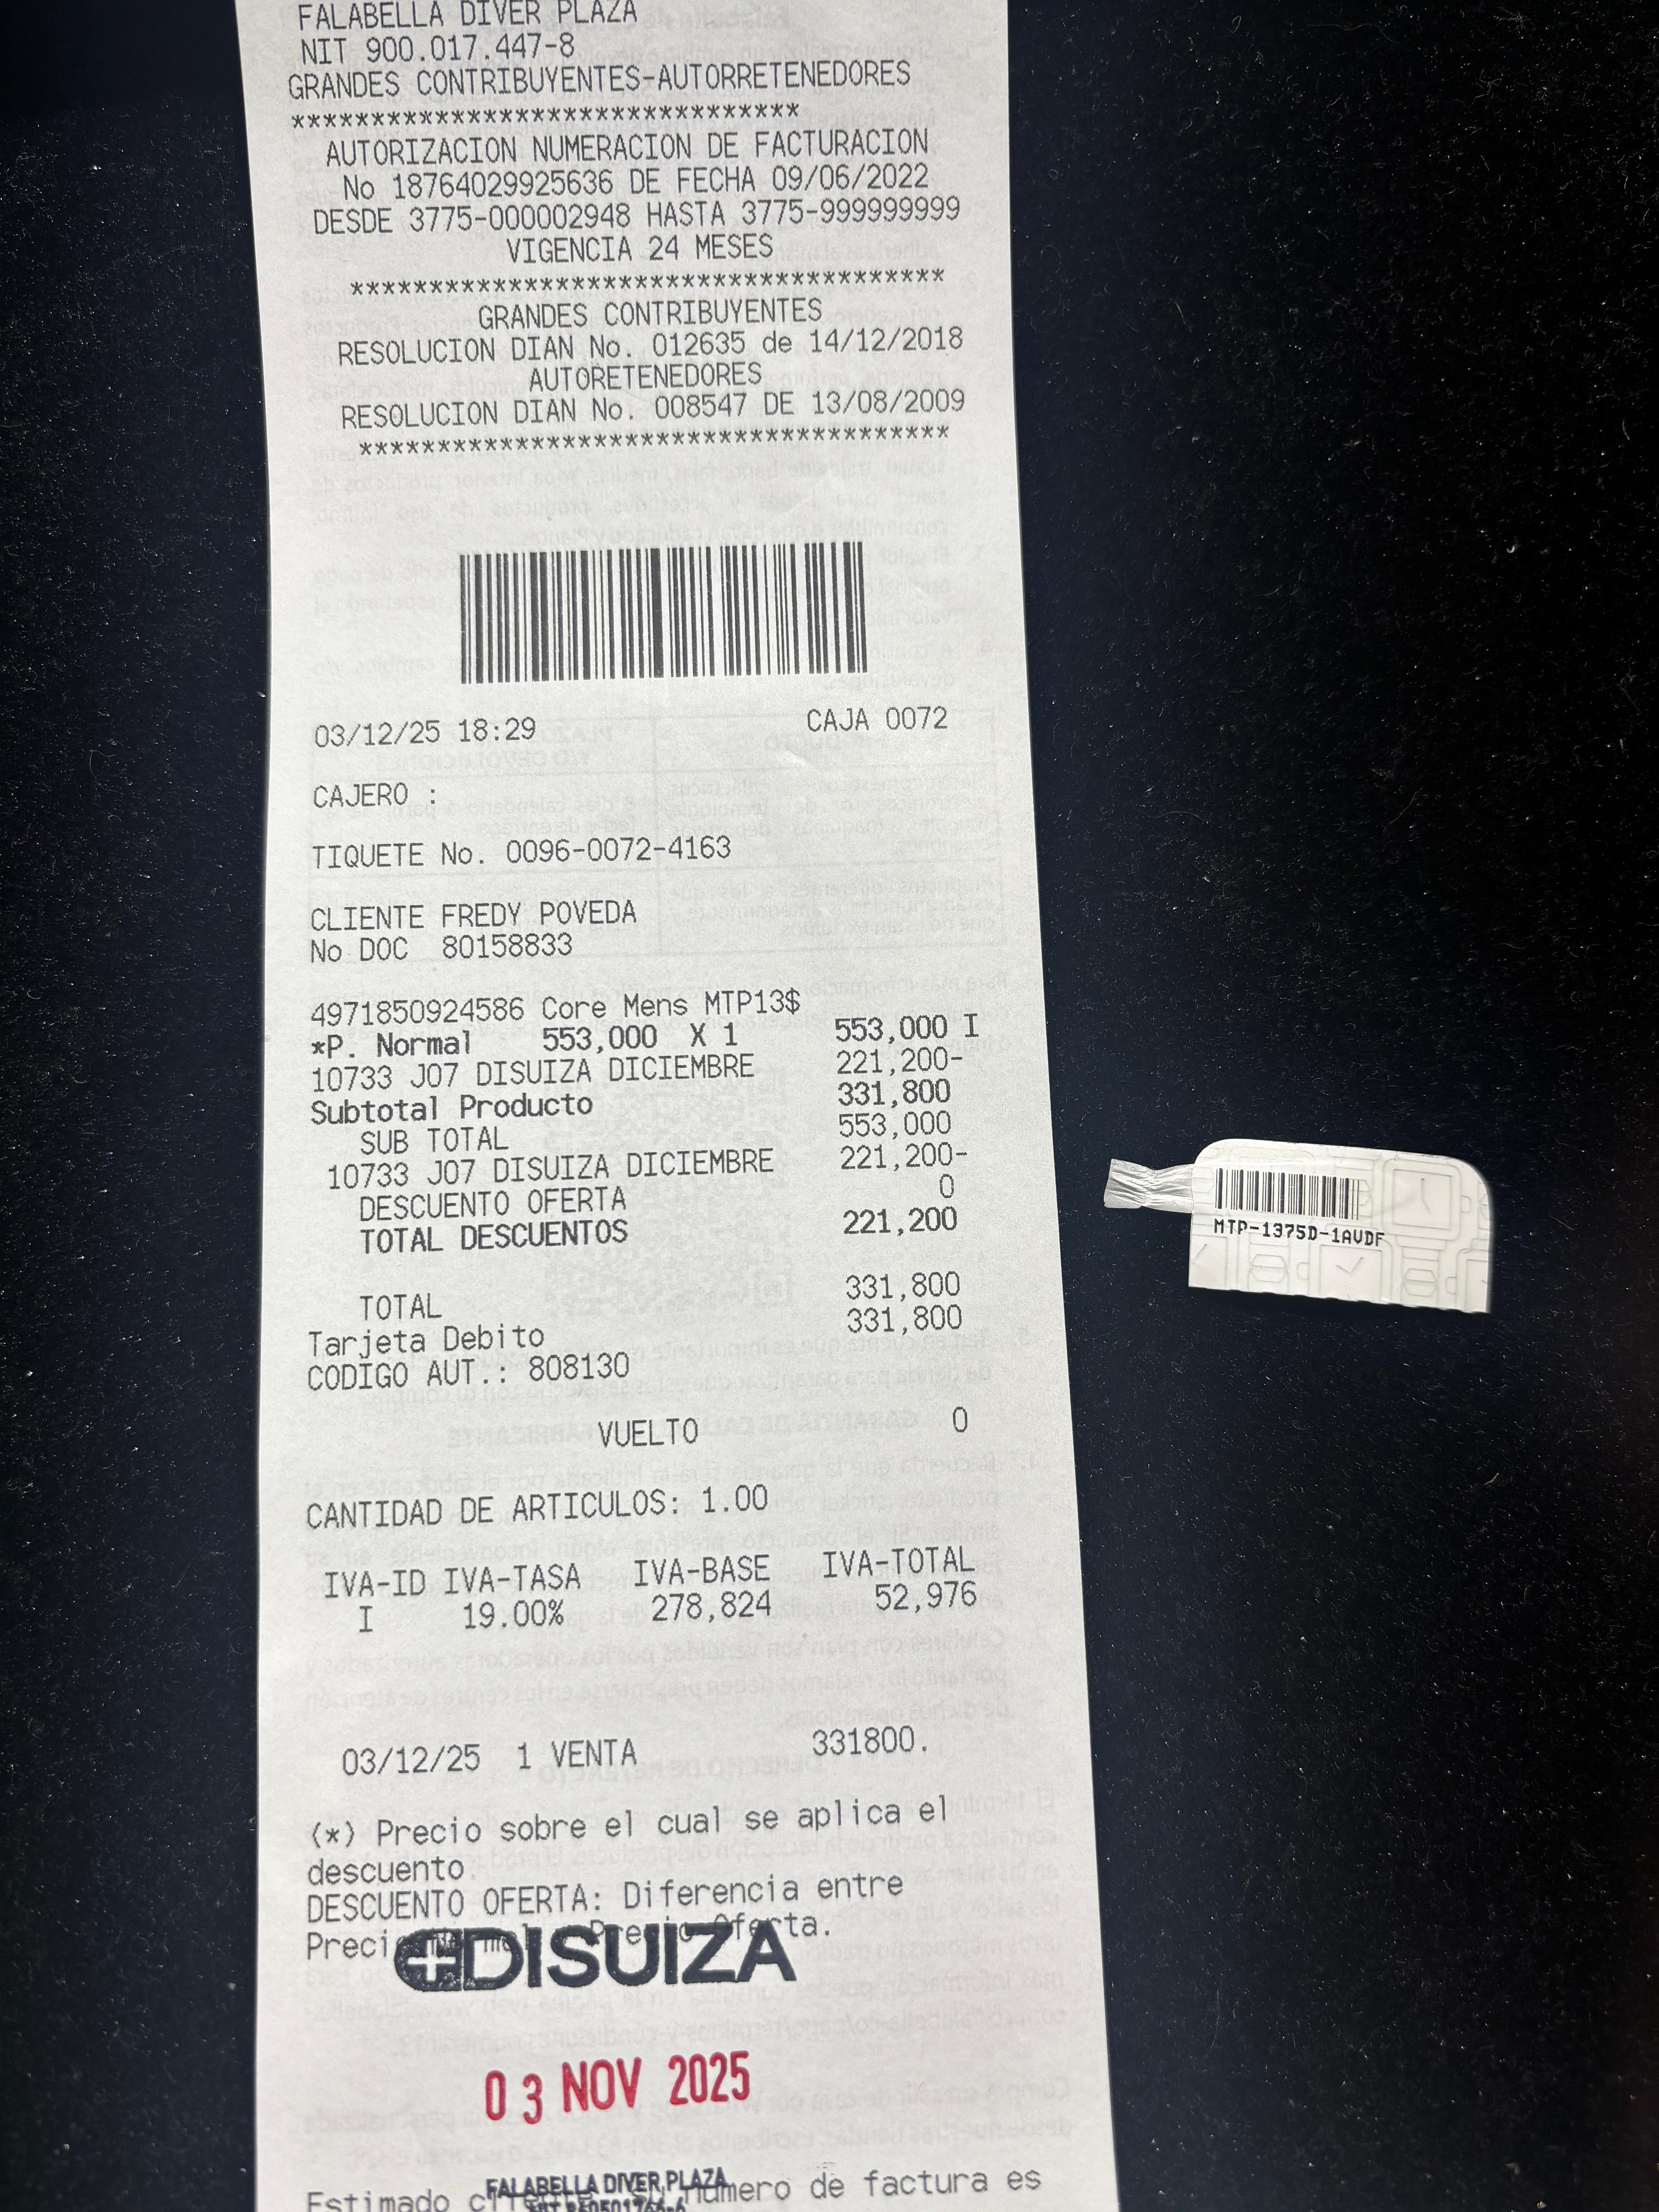 FALABELLA DIVER PLAZA
NIT 900.017.447-8
GRANDES CONTRIBUYENTES-AUTORRETENEDORES
********************************
AUTORIZACION NUMERACION DE FACTURACION
No 18764029925636 DE FECHA 09/06/2022
DESDE 3775-000002948 HASTA 3775-999999999
VIGENCIA 24 MESES
*************************************
GRANDES CONTRIBUYENTES
RESOLUCION DIAN No. 012635 de 14/12/2018
AUTORETENEDORES
RESOLUCION DIAN No. 008547 DE 13/08/2009
*************************************
03/12/25 18:29 CAJA 0072
CAJERO :
TIQUETE No. 0096-0072-4163
CLIENTE FREDY POVEDA
No DOC 80158833
4971850924586 Core Mens MTP13$
*P. Normal 553,000 X 1 553,000 I
10733 J07 DISUIZA DICIEMBRE 221,200-
Subtotal Producto 331,800
SUB TOTAL 553,000
10733 J07 DISUIZA DICIEMBRE 221,200-
DESCUENTO OFERTA 0
TOTAL DESCUENTOS 221,200
TOTAL 331,800
Tarjeta Debito 331,800
CODIGO AUT.: 808130
VUELTO 0
CANTIDAD DE ARTICULOS: 1.00
IVA-ID IVA-TASA IVA-BASE IVA-TOTAL
I 19.00% 278,824 52,976
03/12/25 1 VENTA 331800.
(*) Precio sobre el cual se aplica el
descuento.
DESCUENTO OFERTA: Diferencia entre
Precio Oferta.
DISUIZA
03 NOV 2025
FALABELLA DIVER PLAZA
Estimado numero de factura es
MTP-1375D-1AVDF